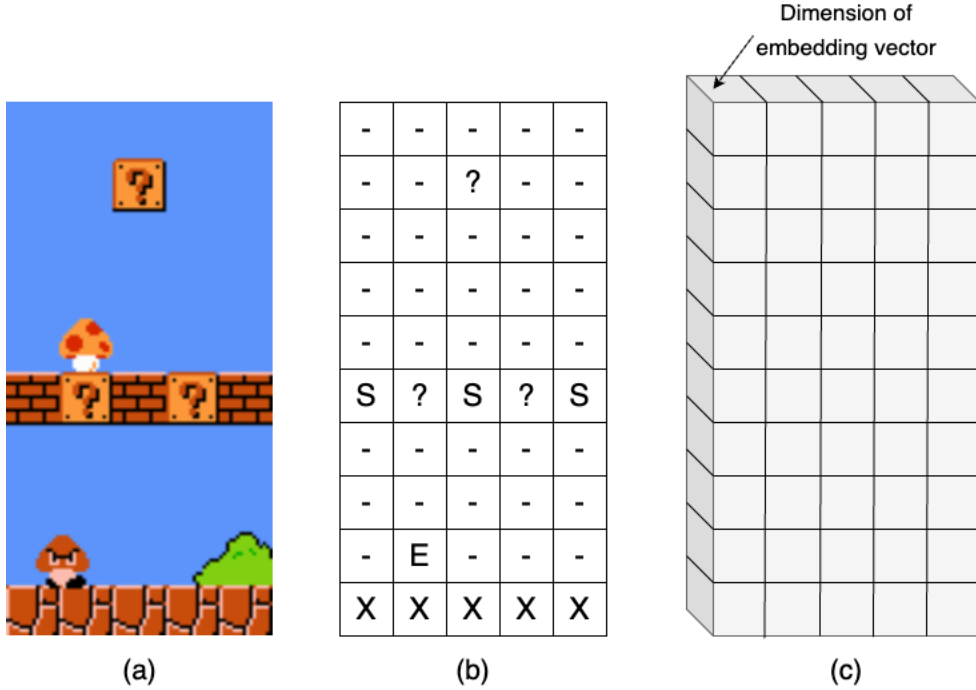 Dimension of
embedding vector
?
? ?
- - - - -
- - ? - -
- - - - -
- - - - -
- - - - -
S ? S ? S
- - - - -
- - - - -
- E - - -
X X X X X
(a) (b) (c)